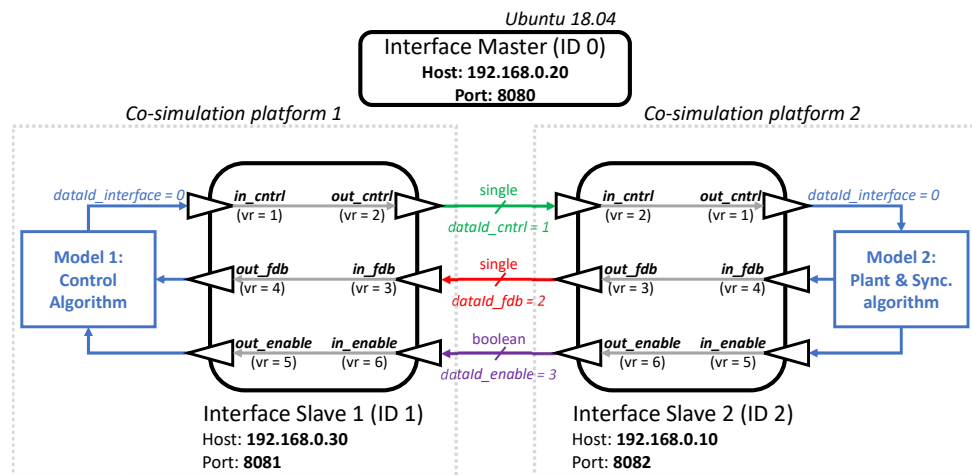 Ubuntu 18.04
Interface Master (ID 0)
Host: 192.168.0.20
Port: 8080
Co-simulation platform 1
Co-simulation platform 2
dataId_interface = 0
in_cntrl
(vr = 1)
out_cntrl
(vr = 2)
single
dataId_cntrl = 1
in_cntrl
(vr = 2)
out_cntrl
(vr = 1)
dataId_interface = 0
Model 1:
Control
Algorithm
out_fdb
(vr = 4)
in_fdb
(vr = 3)
single
dataId_fdb = 2
out_fdb
(vr = 3)
in_fdb
(vr = 4)
Model 2:
Plant & Sync.
algorithm
out_enable
(vr = 5)
in_enable
(vr = 6)
boolean
dataId_enable = 3
out_enable
(vr = 6)
in_enable
(vr = 5)
Interface Slave 1 (ID 1)
Host: 192.168.0.30
Port: 8081
Interface Slave 2 (ID 2)
Host: 192.168.0.10
Port: 8082